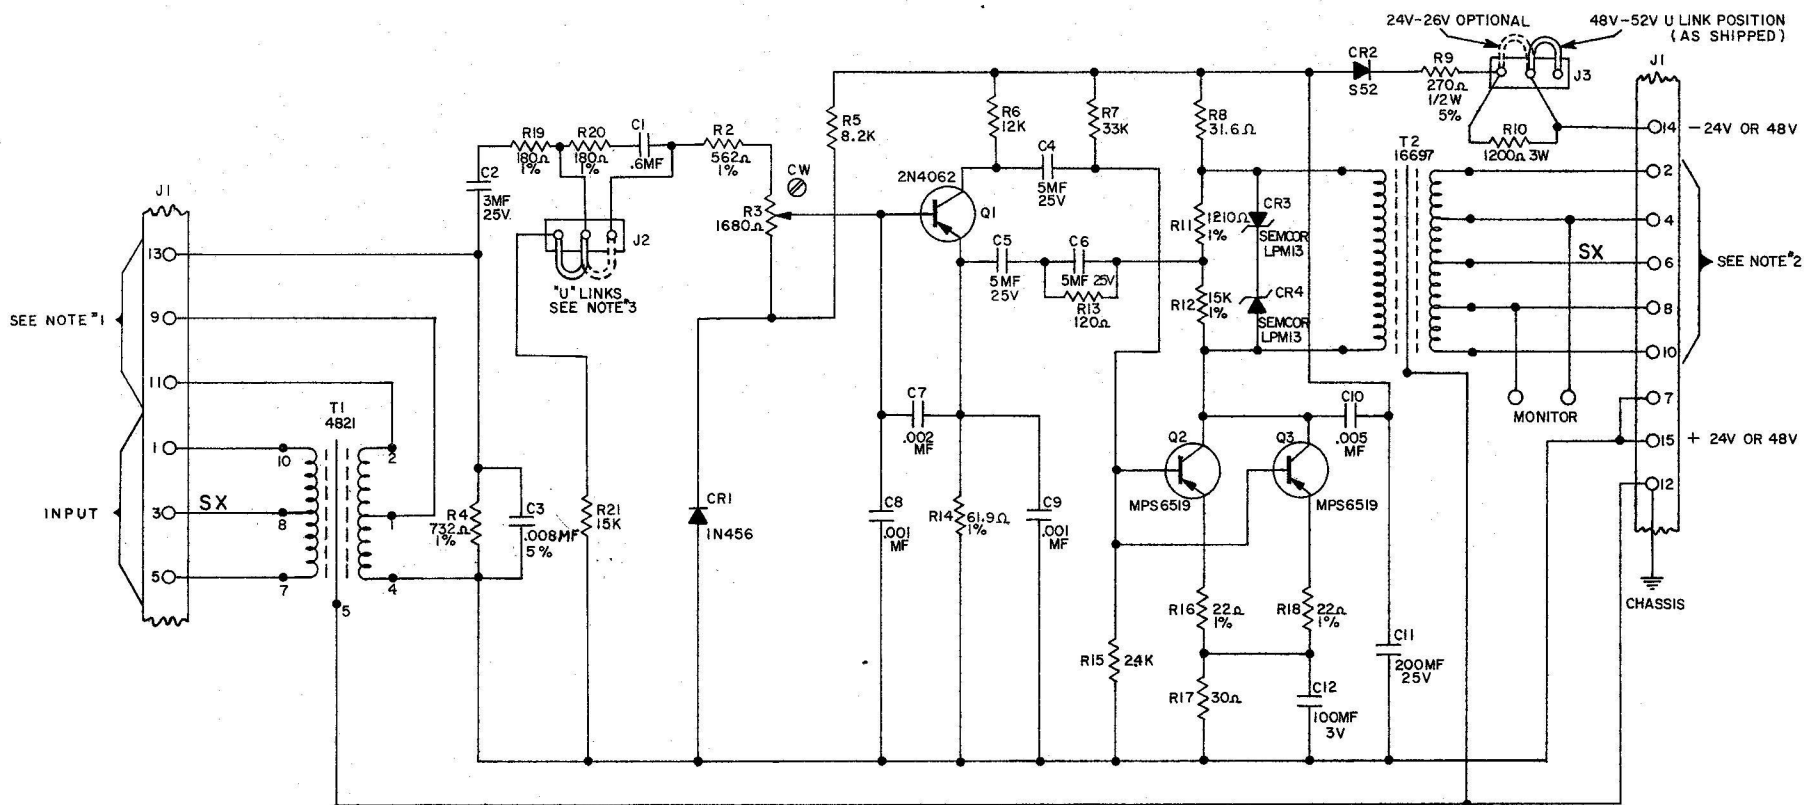 24V-26V OPTIONAL
48V-52V U LINK POSITION
(AS SHIPPED)
CR2
S52
R9
270Ω
1/2W
5%
J3
J1
R10
1200Ω 3W
14 - 24V OR 48V
R19
180Ω
1%
R20
180Ω
1%
C1
.6MF
R2
562Ω
1%
R5
8.2K
R6
12K
R7
33K
R8
31.6Ω
T2
16697
C2
3MF
25V.
CW
R3
1680Ω
2N4062
Q1
C4
5MF
25V
2
4
SX
6
8
10
SEE NOTE #2
J1
13
J2
"U" LINKS
SEE NOTE #3
C5
5MF
25V
C6
5MF 25V
R13
120Ω
R11
1210Ω
1%
R12
15K
1%
CR3
SEMCOR
LPM13
CR4
SEMCOR
LPM13
SEE NOTE #1
9
11
MONITOR
7
15 + 24V OR 48V
12
CHASSIS
T1
4821
1
10
2
INPUT
3
SX
8
1
5
7
4
5
R4
732Ω
1%
C3
.008MF
5%
R21
15K
CR1
1N456
C7
.002
MF
C8
.001
MF
R14
61.9Ω
1%
C9
.001
MF
Q2
MPS6519
Q3
MPS6519
C10
.005
MF
R16
22Ω
1%
R18
22Ω
1%
R15
R17
30Ω
C12
100MF
3V
C11
200MF
25V